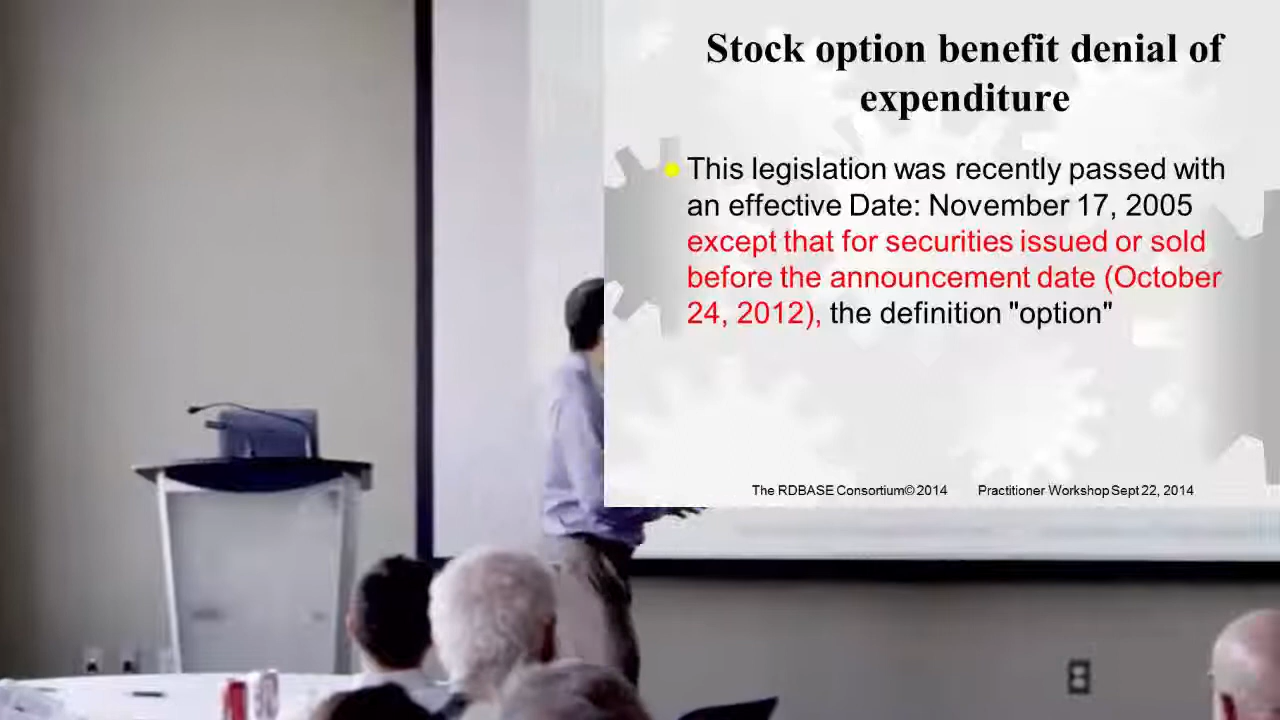 Stock option benefit denial of
expenditure
This legislation was recently passed with
an effective Date: November 17, 2005
except that for securities issued or sold
before the announcement date (October
24, 2012), the definition "option"
The RDBASE Consortium© 2014 Practitioner Workshop Sept 22, 2014